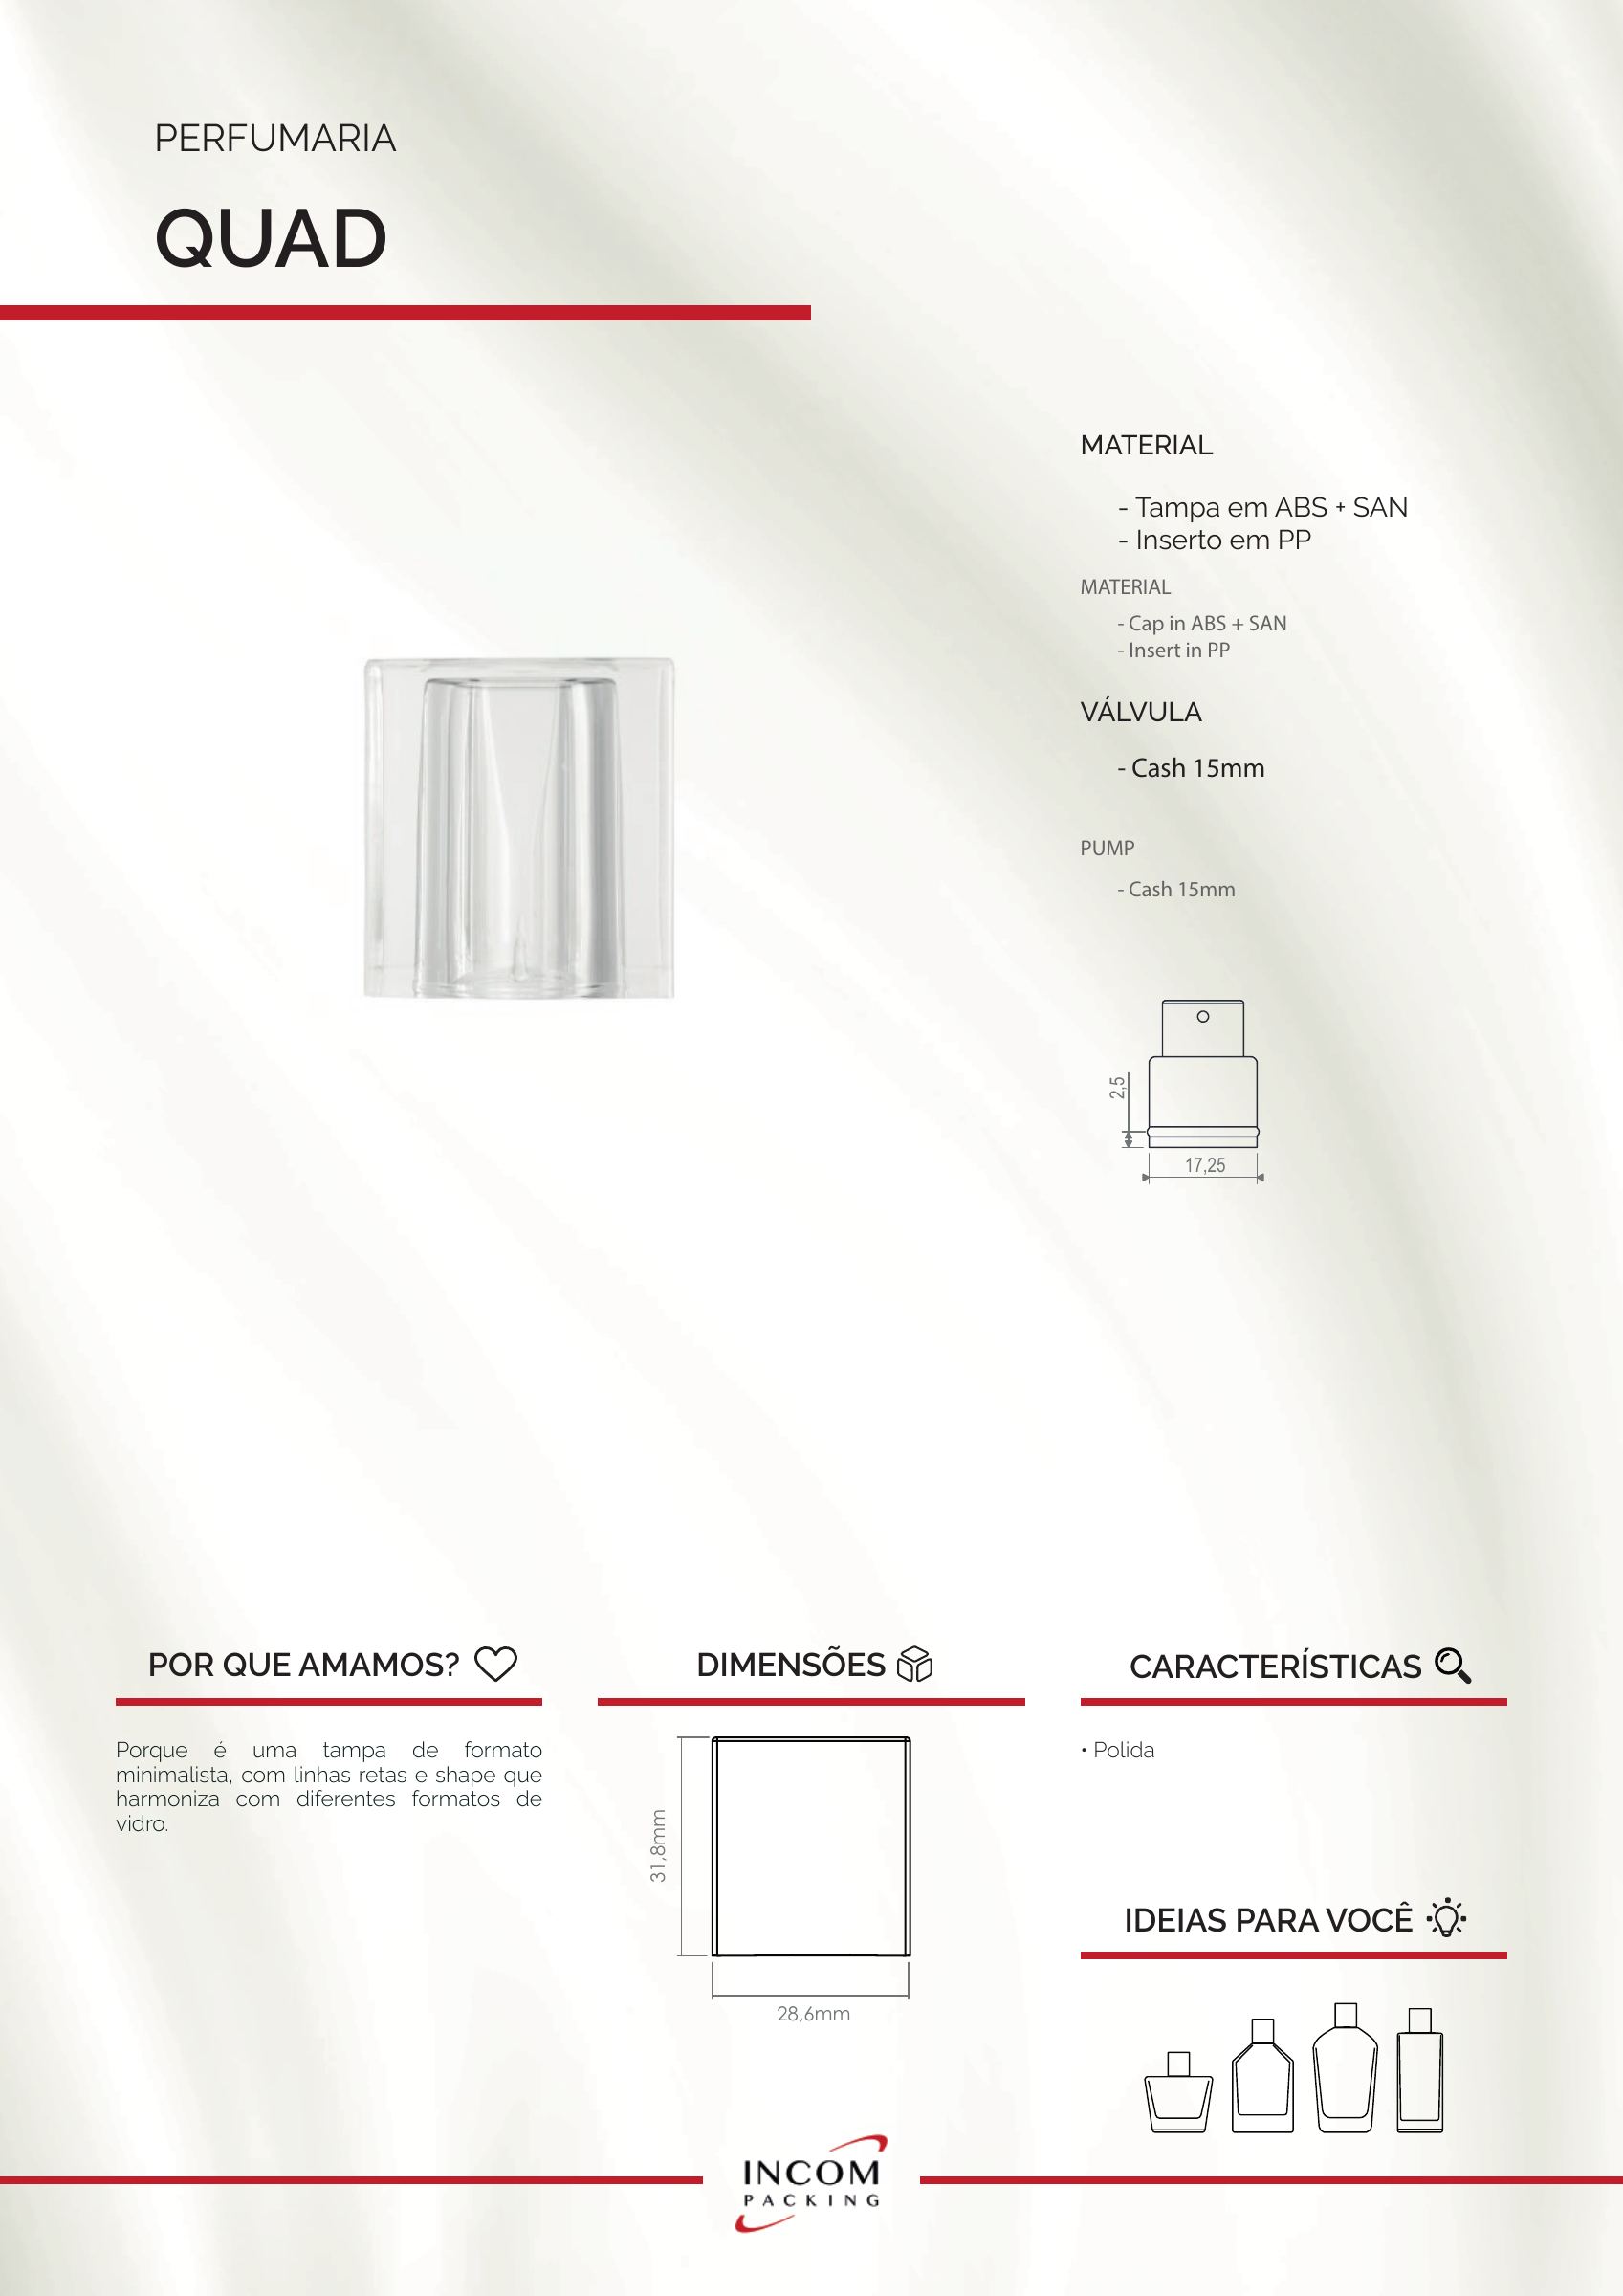 PERFUMARIA
QUAD
MATERIAL
- Tampa em ABS + SAN
- Inserto em PP
MATERIAL
- Cap in ABS + SAN
- Insert in PP
VÁLVULA
- Cash 15mm
PUMP
- Cash 15mm
2,5
17,25
POR QUE AMAMOS?
Porque é uma tampa de formato
minimalista, com linhas retas e shape que
harmoniza com diferentes formatos de
vidro.
DIMENSÕES
31,8mm
28,6mm
CARACTERÍSTICAS
• Polida
IDEIAS PARA VOCÊ
INCOM
PACKING